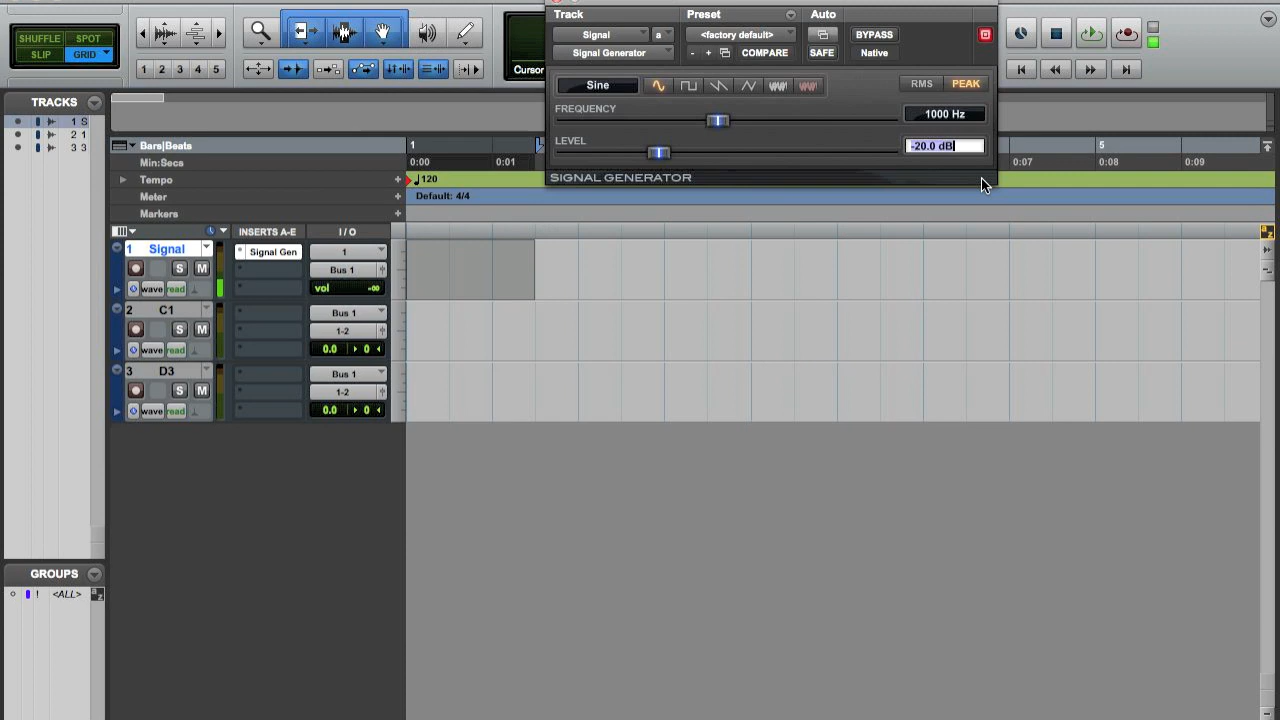 Track Preset Auto
Signal a <factory default> BYPASS
Signal Generator - + COMPARE SAFE Native
SHUFFLE SPOT
SLIP GRID
1 2 3 4 5
Cursor
Sine RMS PEAK
FREQUENCY 1000 Hz
LEVEL -20.0 dB
SIGNAL GENERATOR
TRACKS
1 S
2 1
3 3
Bars|Beats 1 5
Min:Secs 0:00 0:01 0:07 0:08 0:09
Tempo + 120
Meter + Default: 4/4
Markers +
INSERTS A-E I / O
1 Signal Signal Gen 1
S M Bus 1
wave read vol -∞
2 C1 Bus 1
S M 1-2
wave read 0.0 0
3 D3 Bus 1
S M 1-2
wave read 0.0 0
GROUPS
! <ALL> a z